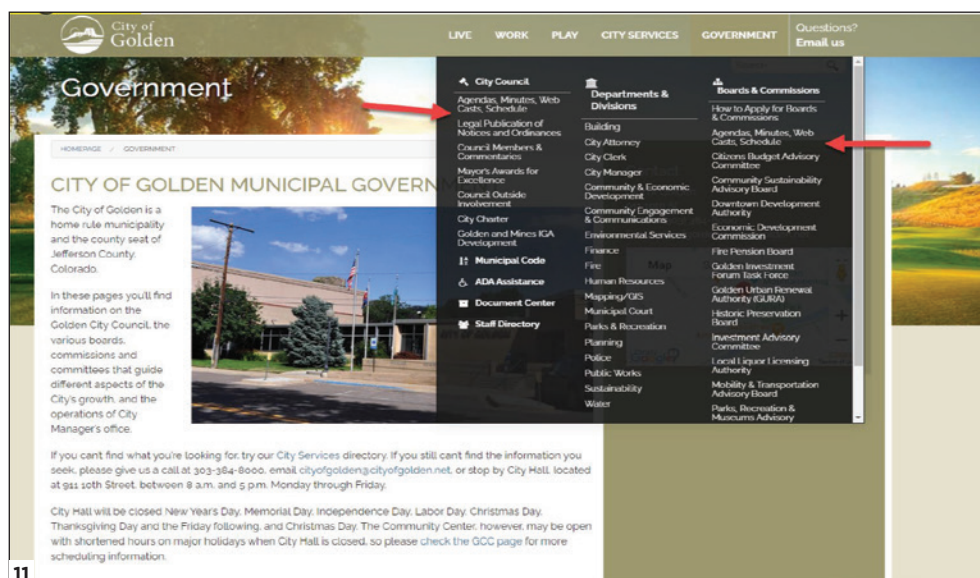 City of
Golden
LIVE WORK PLAY CITY SERVICES GOVERNMENT
Questions?
Email us
Government
HOMEPAGE / GOVERNMENT
CITY OF GOLDEN MUNICIPAL GOVERN
The City of Golden is a
home rule municipality
and the county seat of
Jefferson County,
Colorado.
In these pages you'll find
information on the
Golden City Council, the
various boards,
commissions and
committees that guide
different aspects of the
City's growth, and the
operations of City
Manager's office.
City Council
Agendas, Minutes, Web
Casts, Schedule
Legal Publication of
Notices and Ordinances
Council Members &
Commentaries
Mayor's Awards for
Excellence
Council Outside
Involvement
City Charter
Golden and Mines IGA
Development
Municipal Code
ADA Assistance
Document Center
Staff Directory
Departments &
Divisions
Building
City Attorney
City Clerk
City Manager
Community & Economic
Development
Community Engagement
& Communications
Environmental Services
Finance
Fire
Human Resources
Mapping/GIS
Municipal Court
Parks & Recreation
Planning
Police
Public Works
Sustainability
Water
Boards & Commissions
How to Apply for Boards
& Commissions
Agendas, Minutes, Web
Casts, Schedule
Citizens Budget Advisory
Committee
Community Sustainability
Advisory Board
Downtown Development
Authority
Economic Development
Commission
Fire Pension Board
Golden Investment
Forum Task Force
Golden Urban Renewal
Authority (GURA)
Historic Preservation
Board
Investment Advisory
Committee
Local Liquor Licensing
Authority
Mobility & Transportation
Advisory Board
Parks, Recreation &
Museums Advisory
Map
If you can't find what you're looking for, try our City Services directory. If you still can't find the information you
seek, please give us a call at 303-384-8000, email cityofgolden@cityofgolden.net, or stop by City Hall, located
at 911 10th Street, between 8 a.m. and 5 p.m. Monday through Friday.
City Hall will be closed New Year's Day, Memorial Day, Independence Day, Labor Day, Christmas Day,
Thanksgiving Day and the Friday following, and Christmas Day. The Community Center, however, may be open
with shortened hours on major holidays when City Hall is closed, so please check the GCC page for more
scheduling information.
11